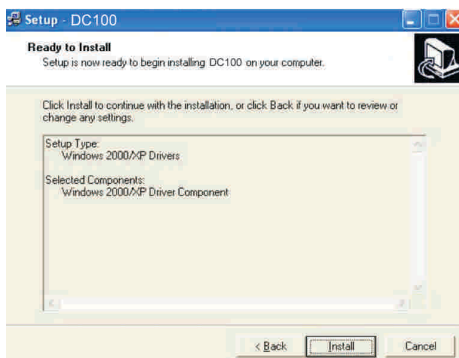 Setup - DC100
Ready to Install
Setup is now ready to begin installing DC100 on your computer.
Click Install to continue with the installation, or click Back if you want to review or
change any settings.
Setup Type:
Windows 2000/XP Drivers
Selected Components:
Windows 2000/XP Driver Component
< Back
Install
Cancel